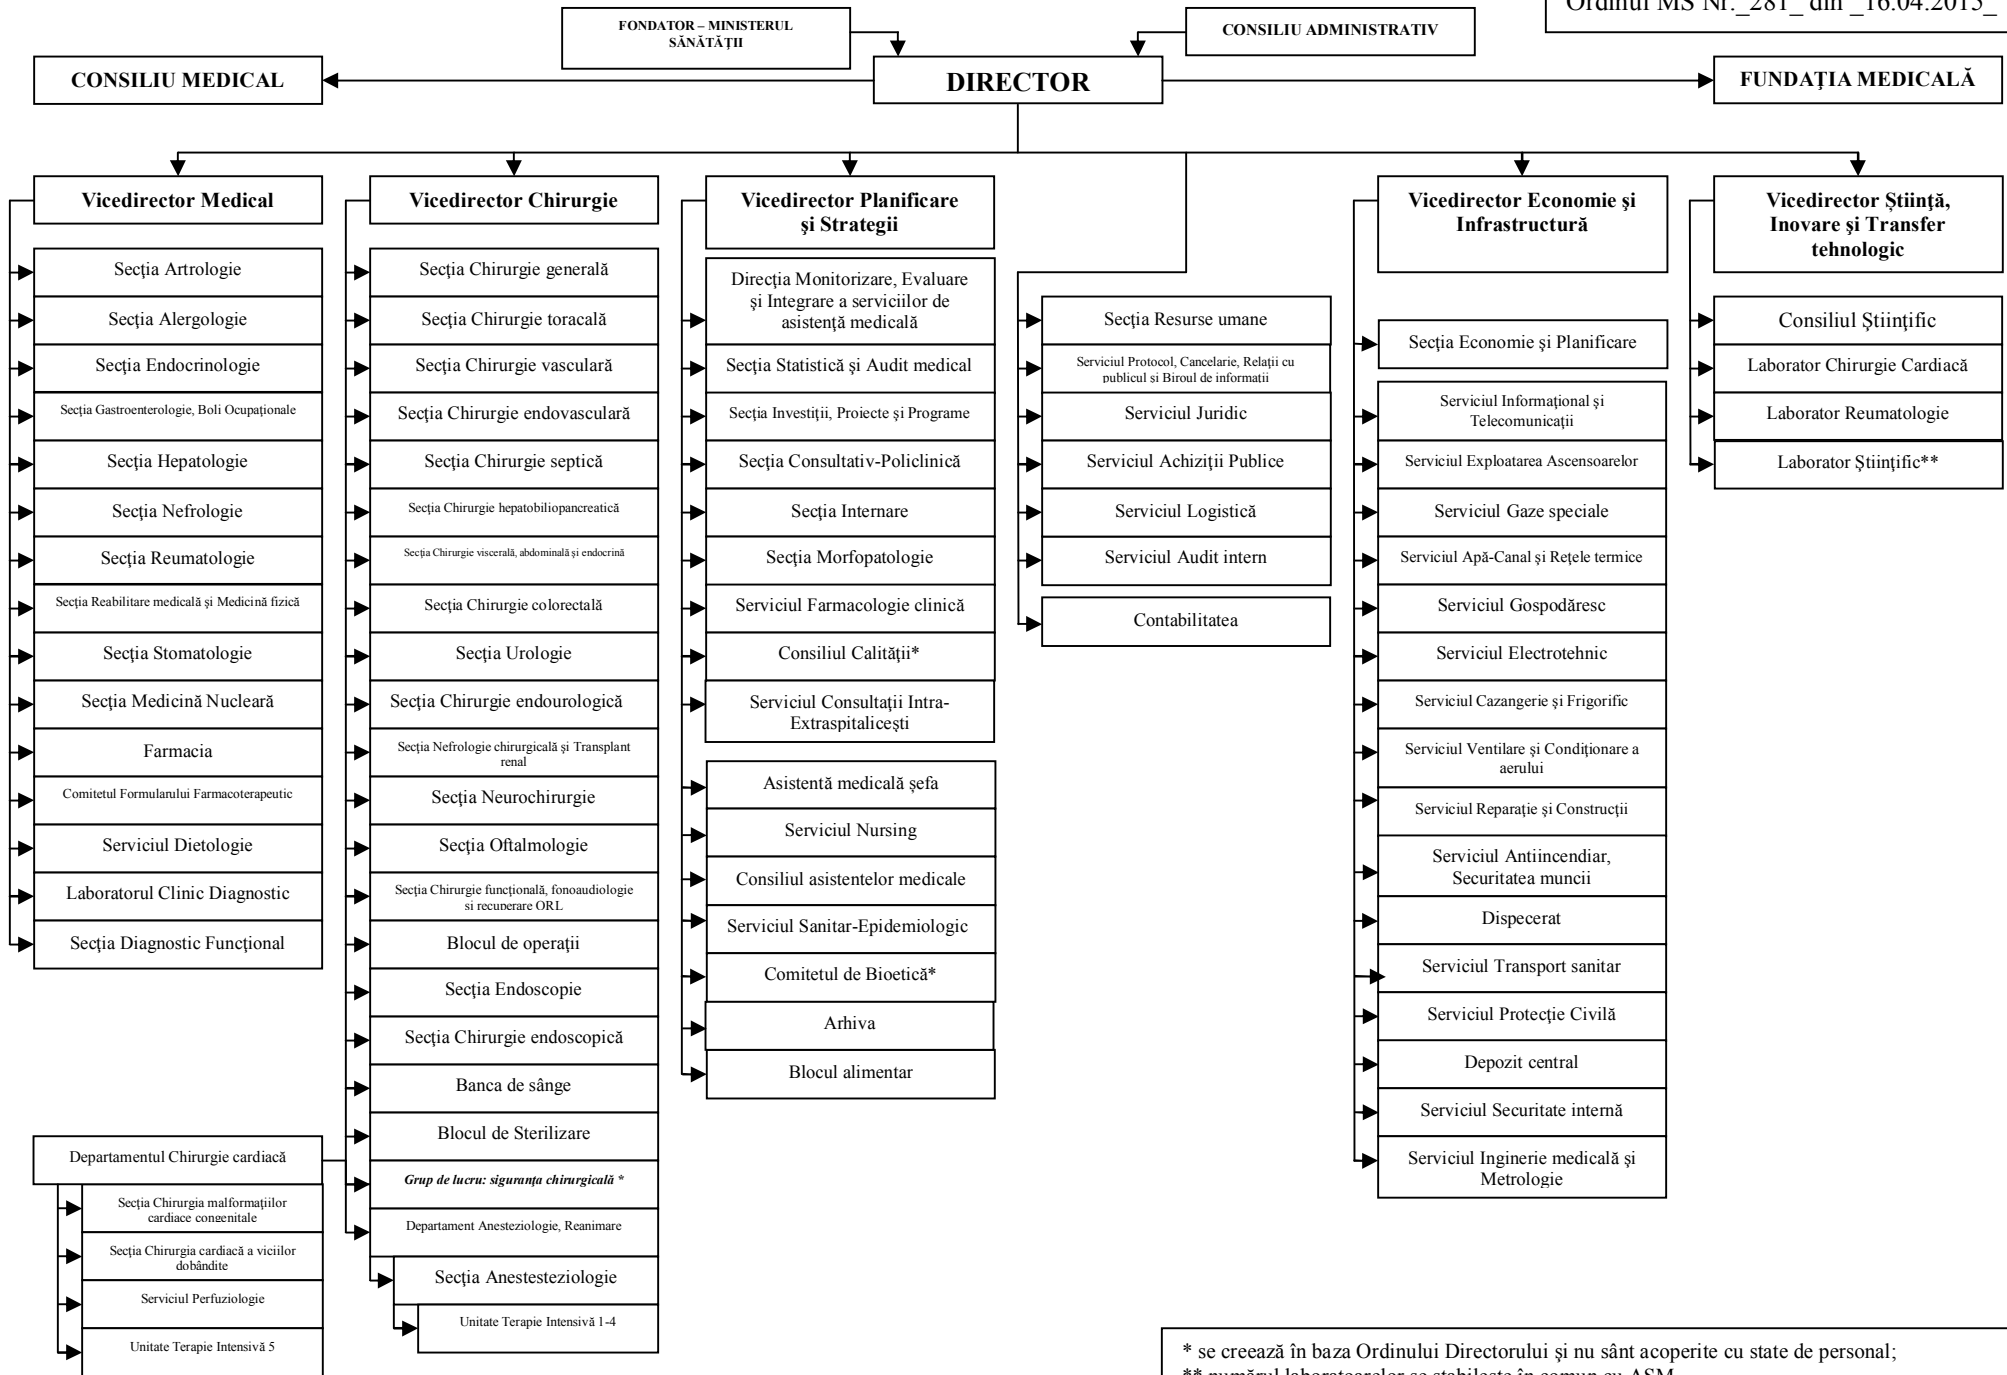 Ordinul MS Nr._281_ din _16.04.2015_
FONDATOR – MINISTERUL
SĂNĂTĂŢII
CONSILIU ADMINISTRATIV
CONSILIU MEDICAL
DIRECTOR
FUNDAŢIA MEDICALĂ
Vicedirector Medical
Secţia Artrologie
Secţia Alergologie
Secţia Endocrinologie
Secţia Gastroenterologie, Boli Ocupaţionale
Secţia Hepatologie
Secţia Nefrologie
Secţia Reumatologie
Secţia Reabilitare medicală şi Medicină fizică
Secţia Stomatologie
Secţia Medicină Nucleară
Farmacia
Comitetul Formularului Farmacoterapeutic
Serviciul Dietologie
Laboratorul Clinic Diagnostic
Secţia Diagnostic Funcţional
Departamentul Chirurgie cardiacă
Secţia Chirurgia malformaţiilor
cardiace congenitale
Secţia Chirurgia cardiacă a viciilor
dobândite
Serviciul Perfuziologie
Unitate Terapie Intensivă 5
Vicedirector Chirurgie
Secţia Chirurgie generală
Secţia Chirurgie toracală
Secţia Chirurgie vasculară
Secţia Chirurgie endovasculară
Secţia Chirurgie septică
Secţia Chirurgie hepatobiliopancreatică
Secţia Chirurgie viscerală, abdominală şi endocrină
Secţia Chirurgie colorectală
Secţia Urologie
Secţia Chirurgie endourologică
Secţia Nefrologie chirurgicală şi Transplant
renal
Secţia Neurochirurgie
Secţia Oftalmologie
Secţia Chirurgie funcţională, fonoaudiologie
si recuperare ORL
Blocul de operaţii
Secţia Endoscopie
Secţia Chirurgie endoscopică
Banca de sânge
Blocul de Sterilizare
Grup de lucru: siguranţa chirurgicală *
Departament Anesteziologie, Reanimare
Secţia Anestesteziologie
Unitate Terapie Intensivă 1-4
Vicedirector Planificare
şi Strategii
Direcţia Monitorizare, Evaluare
şi Integrare a serviciilor de
asistenţă medicală
Secţia Statistică şi Audit medical
Secţia Investiţii, Proiecte şi Programe
Secţia Consultativ-Policlinică
Secţia Internare
Secţia Morfopatologie
Serviciul Farmacologie clinică
Consiliul Calităţii*
Serviciul Consultaţii Intra-
Extraspitaliceşti
Asistentă medicală șefa
Serviciul Nursing
Consiliul asistentelor medicale
Serviciul Sanitar-Epidemiologic
Comitetul de Bioetică*
Arhiva
Blocul alimentar
Secţia Resurse umane
Serviciul Protocol, Cancelarie, Relaţii cu
publicul si Biroul de informatii
Serviciul Juridic
Serviciul Achiziţii Publice
Serviciul Logistică
Serviciul Audit intern
Contabilitatea
Vicedirector Economie şi
Infrastructură
Secţia Economie şi Planificare
Serviciul Informaţional şi
Telecomunicaţii
Serviciul Exploatarea Ascensoarelor
Serviciul Gaze speciale
Serviciul Apă-Canal şi Reţele termice
Serviciul Gospodăresc
Serviciul Electrotehnic
Serviciul Cazangerie şi Frigorific
Serviciul Ventilare şi Condiţionare a
aerului
Serviciul Reparaţie şi Construcţii
Serviciul Antiincendiar,
Securitatea muncii
Dispecerat
Serviciul Transport sanitar
Serviciul Protecţie Civilă
Depozit central
Serviciul Securitate internă
Serviciul Inginerie medicală şi
Metrologie
Vicedirector Știinţă,
Inovare şi Transfer
tehnologic
Consiliul Ştiinţific
Laborator Chirurgie Cardiacă
Laborator Reumatologie
Laborator Ştiinţific**
* se creează în baza Ordinului Directorului şi nu sânt acoperite cu state de personal;
** numărul laboratoarelor se stabileşte în comun cu ASM